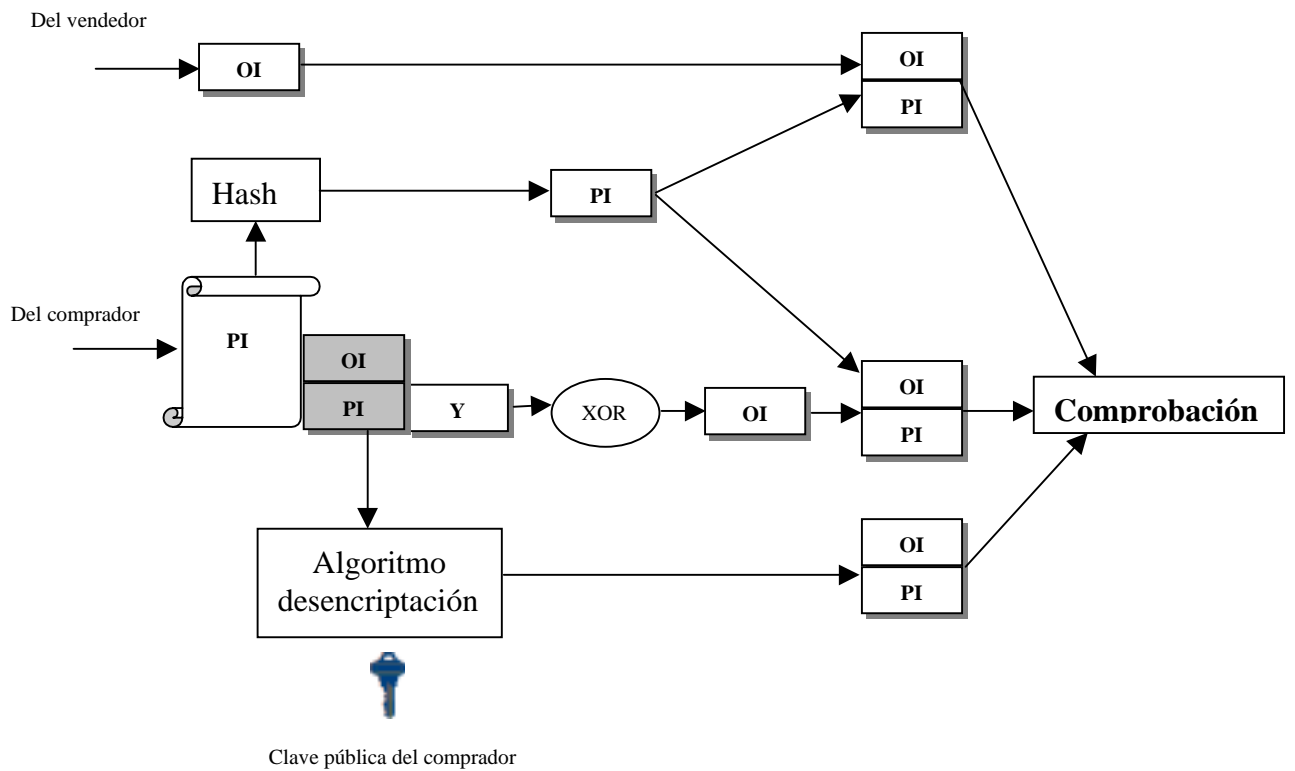 Del vendedor
OI
OI
PI
Hash
PI
Del comprador
PI
OI
PI
Y
XOR
OI
OI
PI
Comprobación
Algoritmo
desencriptación
OI
PI
Clave pública del comprador